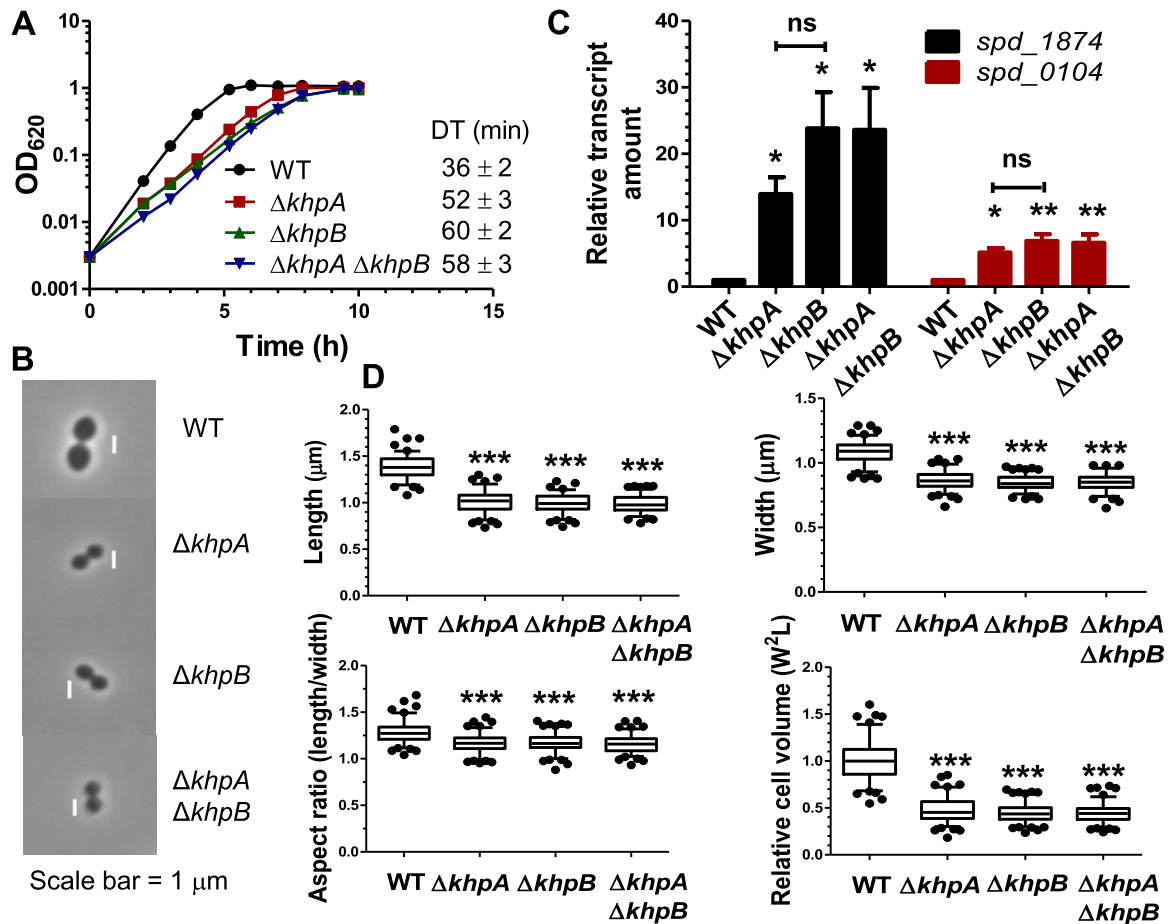 A
10
1
0.1
0.01
0.001
OD620
0 5 10 15
Time (h)
DT (min)
WT 36 ± 2
ΔkhpA 52 ± 3
ΔkhpB 60 ± 2
ΔkhpA ΔkhpB 58 ± 3
C
Relative transcript
amount
40
30
20
10
0
ns
* * *
ns
* ** **
spd_1874
spd_0104
WT ΔkhpA ΔkhpB ΔkhpA
ΔkhpB
WT ΔkhpA ΔkhpB ΔkhpA
ΔkhpB
B
WT
ΔkhpA
ΔkhpB
ΔkhpA
ΔkhpB
Scale bar = 1 μm
D
Length (μm)
2.0
1.5
1.0
0.5
0.0
*** *** ***
WT ΔkhpA ΔkhpB ΔkhpA
ΔkhpB
Width (μm)
1.5
1.0
0.5
0.0
*** *** ***
WT ΔkhpA ΔkhpB ΔkhpA
ΔkhpB
Aspect ratio (length/width)
2.0
1.5
1.0
0.5
0.0
*** *** ***
WT ΔkhpA ΔkhpB ΔkhpA
ΔkhpB
Relative cell volume (W²L)
2.0
1.5
1.0
0.5
0.0
*** *** ***
WT ΔkhpA ΔkhpB ΔkhpA
ΔkhpB